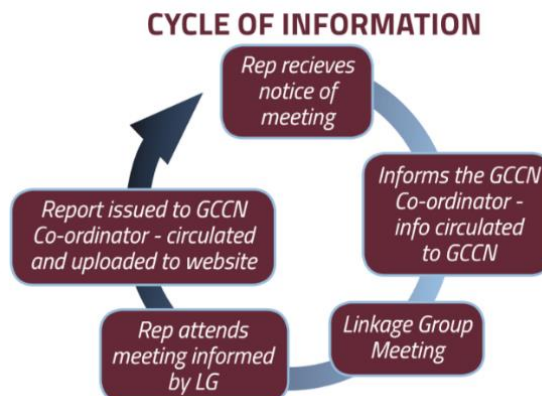 CYCLE OF INFORMATION
Rep recieves
notice of
meeting
Informs the GCCN
Co-ordinator -
info circulated
to GCCN
Linkage Group
Meeting
Rep attends
meeting informed
by LG
Report issued to GCCN
Co-ordinator - circulated
and uploaded to website